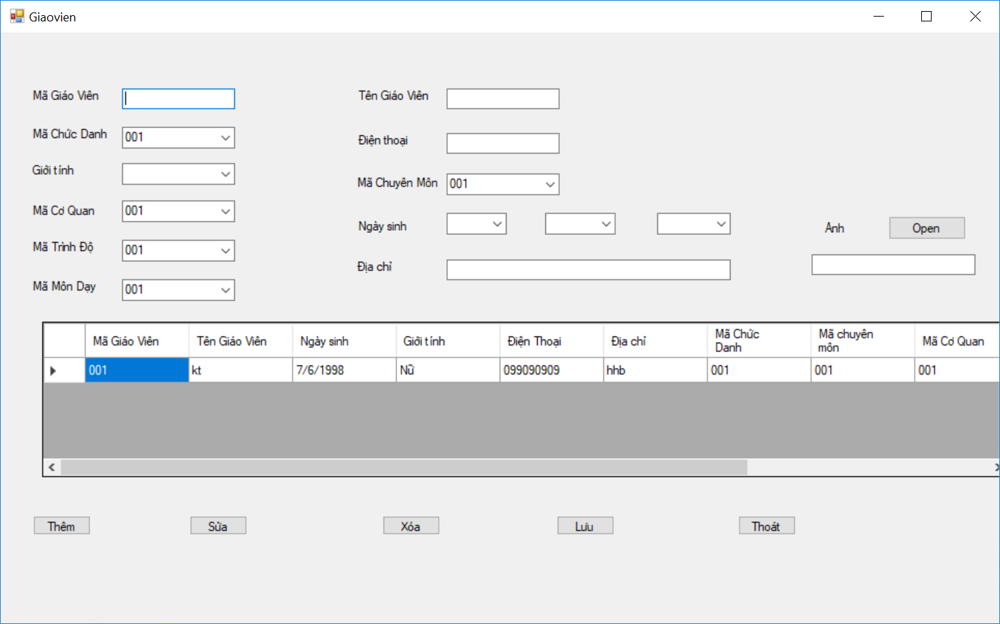 Giaovien
Mã Giáo Viên
Tên Giáo Viên
Mã Chức Danh 001
Điện thoại
Giới tính
Mã Chuyên Môn 001
Mã Cơ Quan 001
Ngày sinh
Ảnh Open
Mã Trình Độ 001
Địa chỉ
Mã Môn Dạy 001
Mã Giáo Viên Tên Giáo Viên Ngày sinh Giới tính Điện Thoại Địa chỉ Mã Chức Danh Mã chuyên môn Mã Cơ Quan
001 kt 7/6/1998 Nữ 099090909 hhb 001 001 001
Thêm Sửa Xóa Lưu Thoát